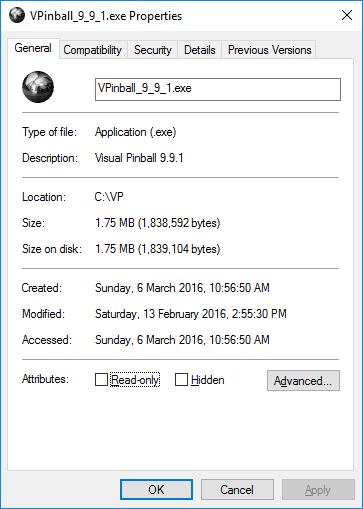 VPinball_9_9_1.exe Properties
General Compatibility Security Details Previous Versions
VPinball_9_9_1.exe
Type of file: Application (.exe)
Description: Visual Pinball 9.9.1
Location: C:\VP
Size: 1.75 MB (1,838,592 bytes)
Size on disk: 1.75 MB (1,839,104 bytes)
Created: Sunday, 6 March 2016, 10:56:50 AM
Modified: Saturday, 13 February 2016, 2:55:30 PM
Accessed: Sunday, 6 March 2016, 10:56:50 AM
Attributes: Read-only Hidden Advanced...
OK Cancel Apply